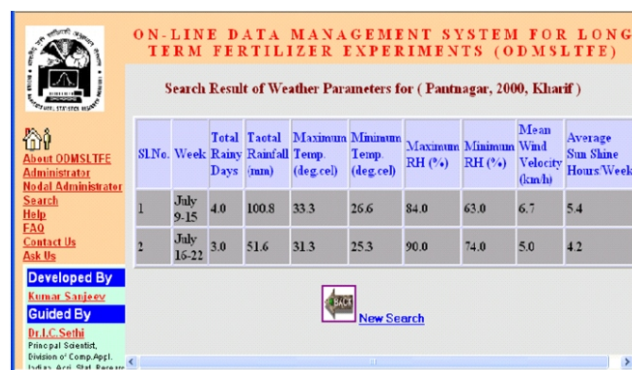 ON-LINE DATA MANAGEMENT SYSTEM FOR LONG
TERM FERTILIZER EXPERIMENTS (ODMSLTFE)
Search Result of Weather Parameters for ( Pantnagar, 2000, Kharif )
Sl.No. Week Total Rainy Days Taotal Rainfall (mm) Maximum Temp. (deg.cel) Minimum Temp. (deg.cel) Maximum RH (%) Minimum RH (%) Mean Wind Velocity (km/h) Average Sun Shine Hours/Week
1 July 9-15 4.0 100.8 33.3 26.6 84.0 63.0 6.7 5.4
2 July 16-22 3.0 51.6 31.3 25.3 90.0 74.0 5.0 4.2
BACK New Search
About ODMSLTFE
Administrator
Nodal Administrator
Search
Help
FAQ
Contact Us
Ask Us
Developed By
Kumar Sanjeev
Guided By
Dr.I.C.Sethi
Principal Scientist,
Division of Comp.Appl.